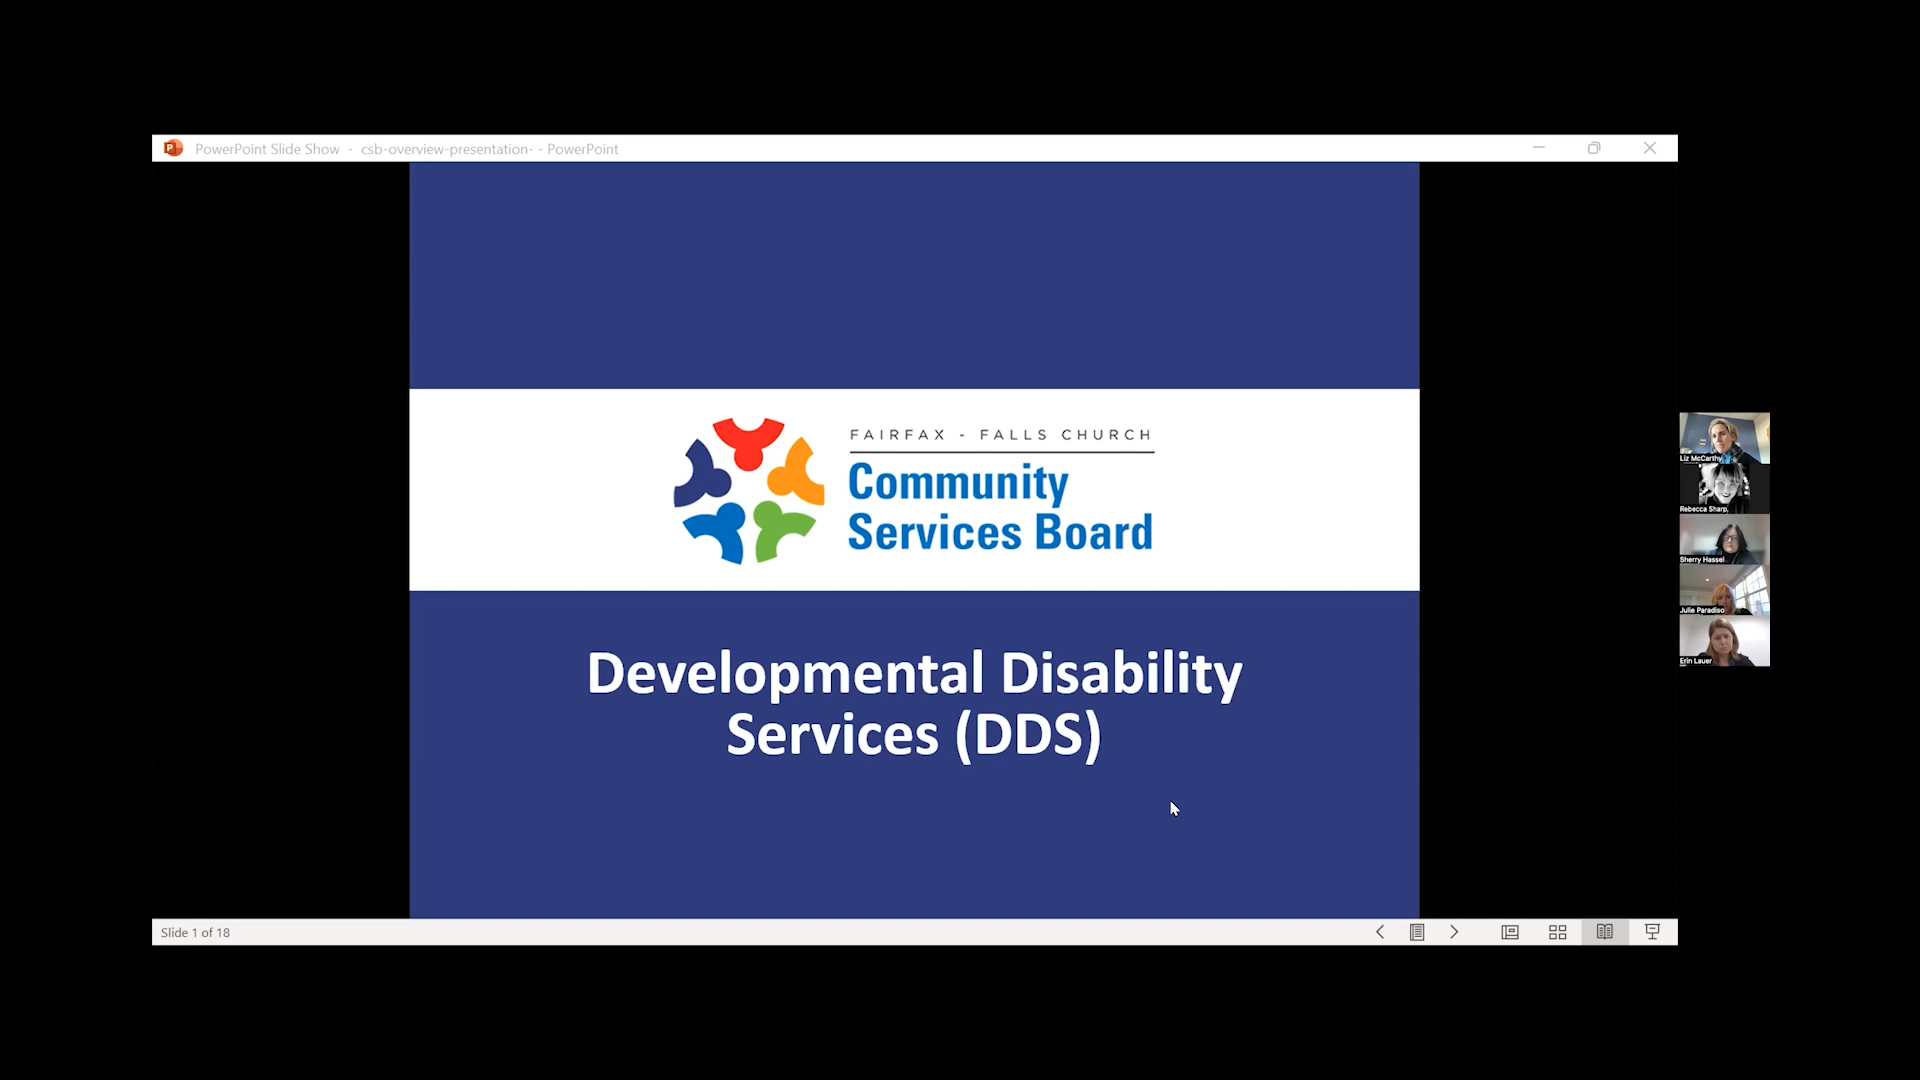 PowerPoint Slide Show - csb-overview-presentation- - PowerPoint
FAIRFAX - FALLS CHURCH
Community
Services Board
Developmental Disability
Services (DDS)
Liz McCarthy
Rebecca Sharp,
Sherry Hassel
Julie Paradiso
Erin Lauer
Slide 1 of 18